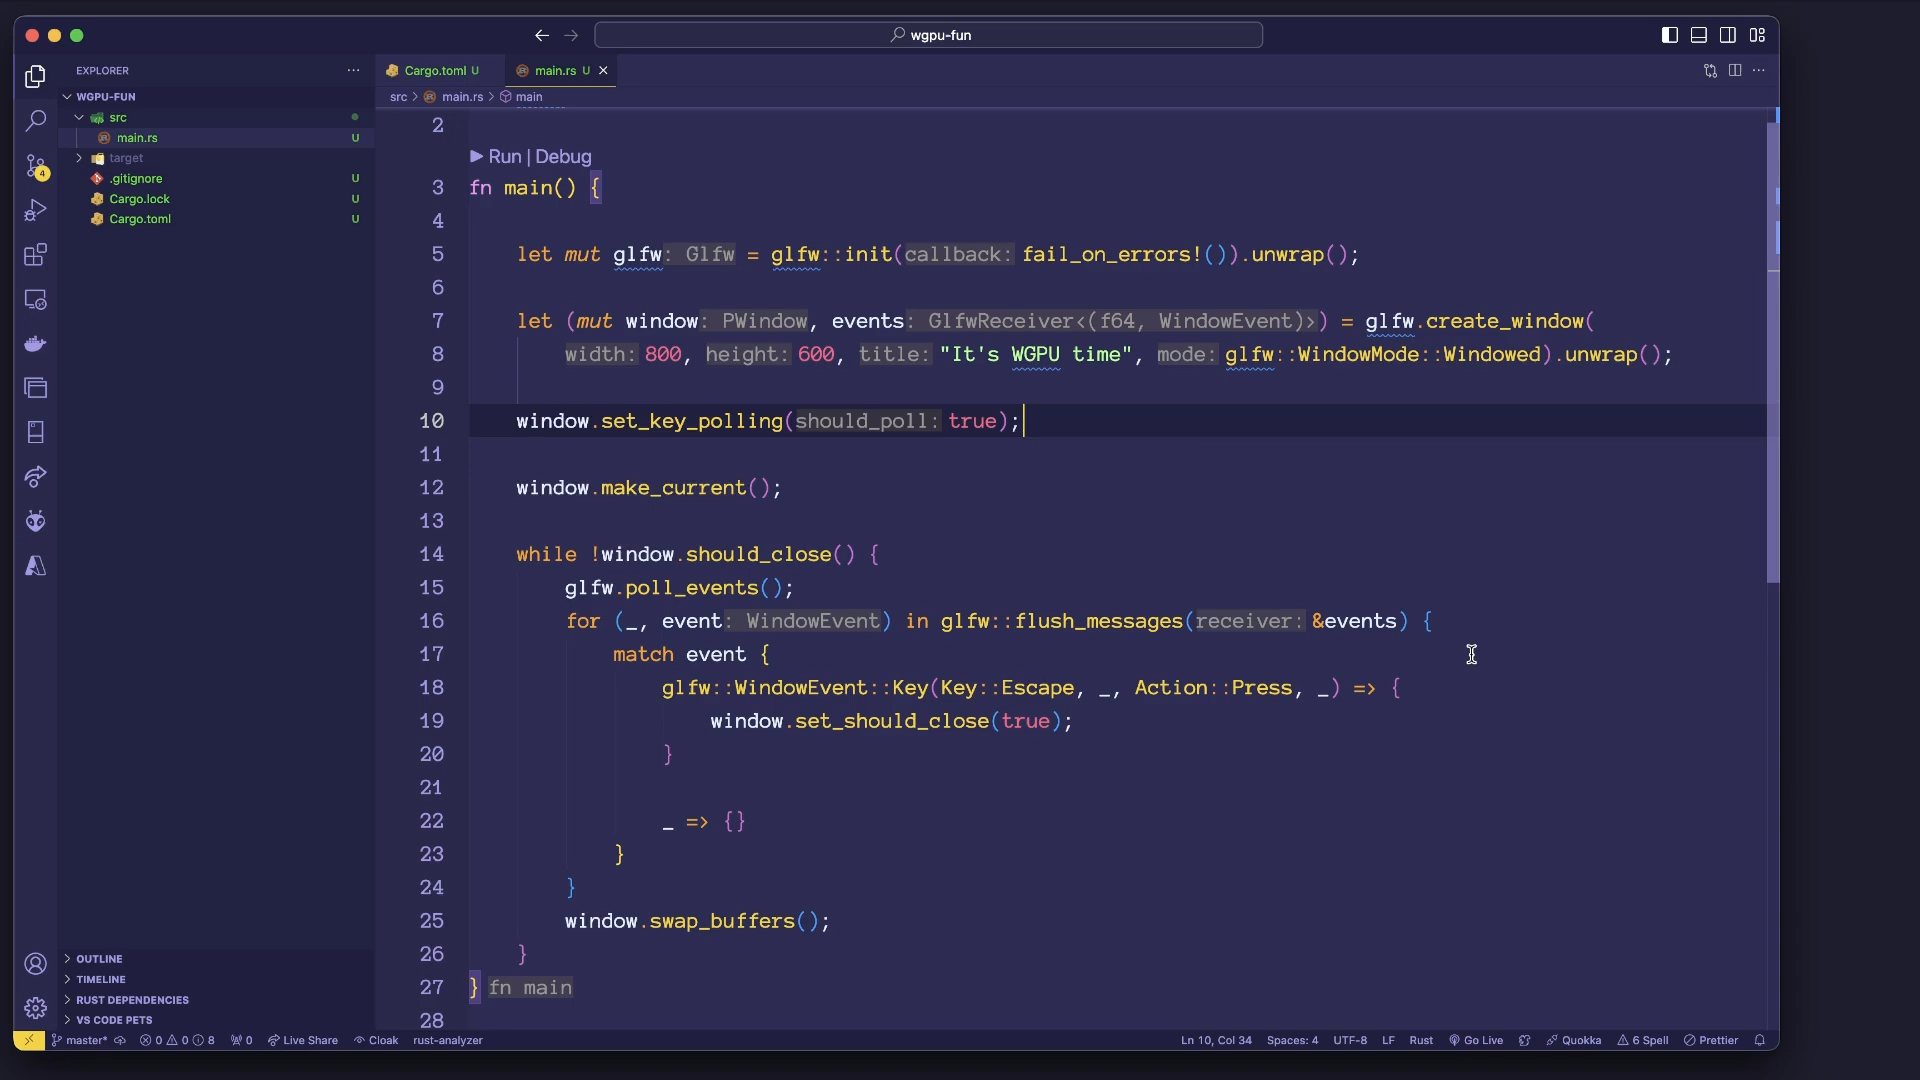 wgpu-fun
EXPLORER
WGPU-FUN
src
main.rs U
target
.gitignore U
Cargo.lock U
Cargo.toml U
4
OUTLINE
TIMELINE
RUST DEPENDENCIES
VS CODE PETS
Cargo.toml U
main.rs U
src > main.rs > main
2
Run | Debug
3 fn main() {
4
5 let mut glfw: Glfw = glfw::init(callback: fail_on_errors!()).unwrap();
6
7 let (mut window: PWindow, events: GlfwReceiver<(f64, WindowEvent)>) = glfw.create_window(
8 width: 800, height: 600, title: "It's WGPU time", mode: glfw::WindowMode::Windowed).unwrap();
9
10 window.set_key_polling(should_poll: true);
11
12 window.make_current();
13
14 while !window.should_close() {
15 glfw.poll_events();
16 for (_, event: WindowEvent) in glfw::flush_messages(receiver: &events) {
17 match event {
18 glfw::WindowEvent::Key(Key::Escape, _, Action::Press, _) => {
19 window.set_should_close(true);
20 }
21
22 _ => {}
23 }
24 }
25 window.swap_buffers();
26 }
27 } fn main
28
master* 0 0 8 0 Live Share Cloak rust-analyzer Ln 10, Col 34 Spaces: 4 UTF-8 LF Rust Go Live Quokka 6 Spell Prettier